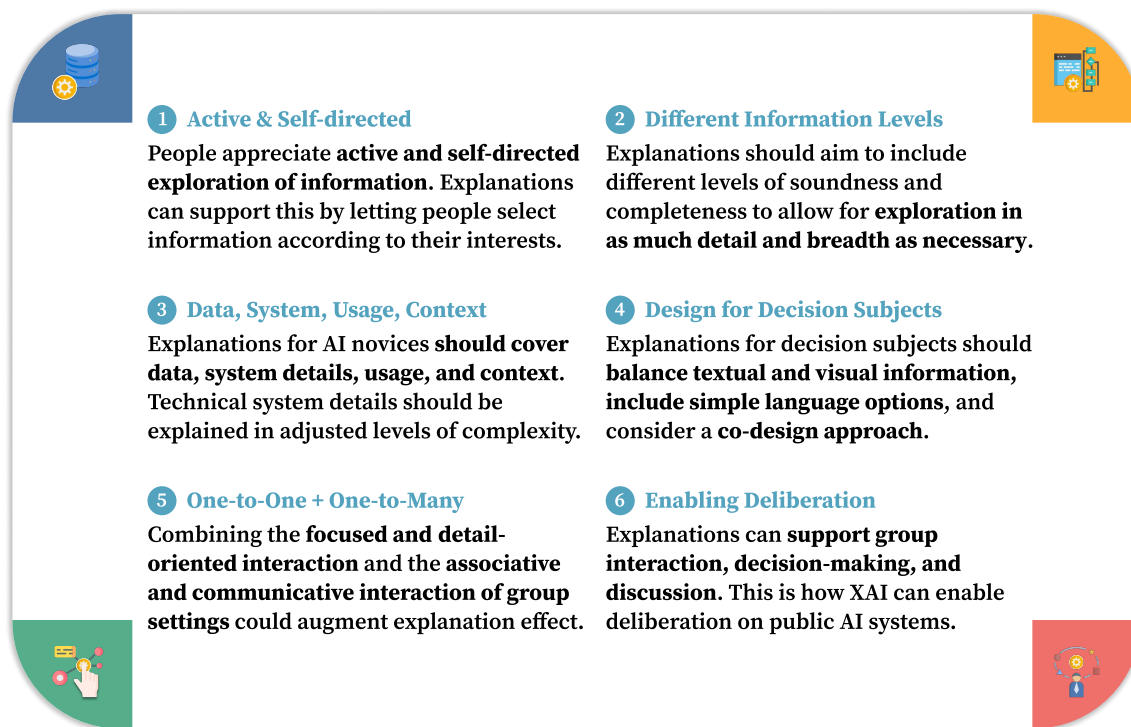 1 Active & Self-directed
People appreciate active and self-directed
exploration of information. Explanations
can support this by letting people select
information according to their interests.
2 Different Information Levels
Explanations should aim to include
different levels of soundness and
completeness to allow for exploration in
as much detail and breadth as necessary.
3 Data, System, Usage, Context
Explanations for AI novices should cover
data, system details, usage, and context.
Technical system details should be
explained in adjusted levels of complexity.
4 Design for Decision Subjects
Explanations for decision subjects should
balance textual and visual information,
include simple language options, and
consider a co-design approach.
5 One-to-One + One-to-Many
Combining the focused and detail-
oriented interaction and the associative
and communicative interaction of group
settings could augment explanation effect.
6 Enabling Deliberation
Explanations can support group
interaction, decision-making, and
discussion. This is how XAI can enable
deliberation on public AI systems.